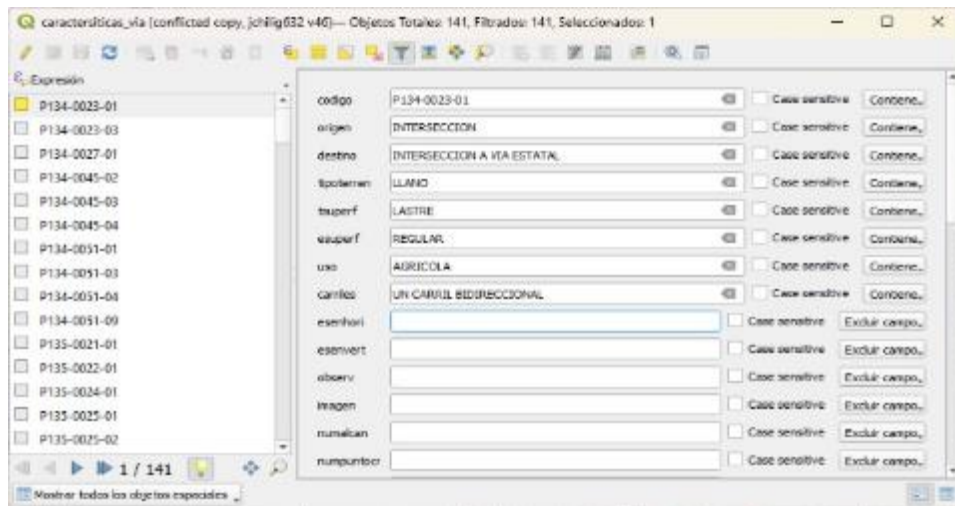 caractersiticas_via (conflicted copy, jchilig632 v46)— Objetos Totales: 141, Filtrados: 141, Seleccionados: 1
Expresión
P134-0023-01
P134-0023-03
P134-0027-01
P134-0045-02
P134-0045-03
P134-0045-04
P134-0051-01
P134-0051-03
P134-0051-04
P134-0051-09
P135-0021-01
P135-0022-01
P135-0024-01
P135-0025-01
P135-0025-02
1 / 141
Mostrar todos los objetos espaciales
codigo P134-0023-01 Case sensitive Contiene...
origen INTERSECCION Case sensitive Contiene...
destino INTERSECCION A VIA ESTATAL Case sensitive Contiene...
tipoterren LLANO Case sensitive Contiene...
tsuperf LASTRE Case sensitive Contiene...
esuperf REGULAR Case sensitive Contiene...
uso AGRICOLA Case sensitive Contiene...
carriles UN CARRIL BIDIRECCIONAL Case sensitive Contiene...
esenhori Case sensitive Excluir campo...
esenvert Case sensitive Excluir campo...
observ Case sensitive Excluir campo...
imagen Case sensitive Excluir campo...
numalcan Case sensitive Excluir campo...
numpuntocr Case sensitive Excluir campo...